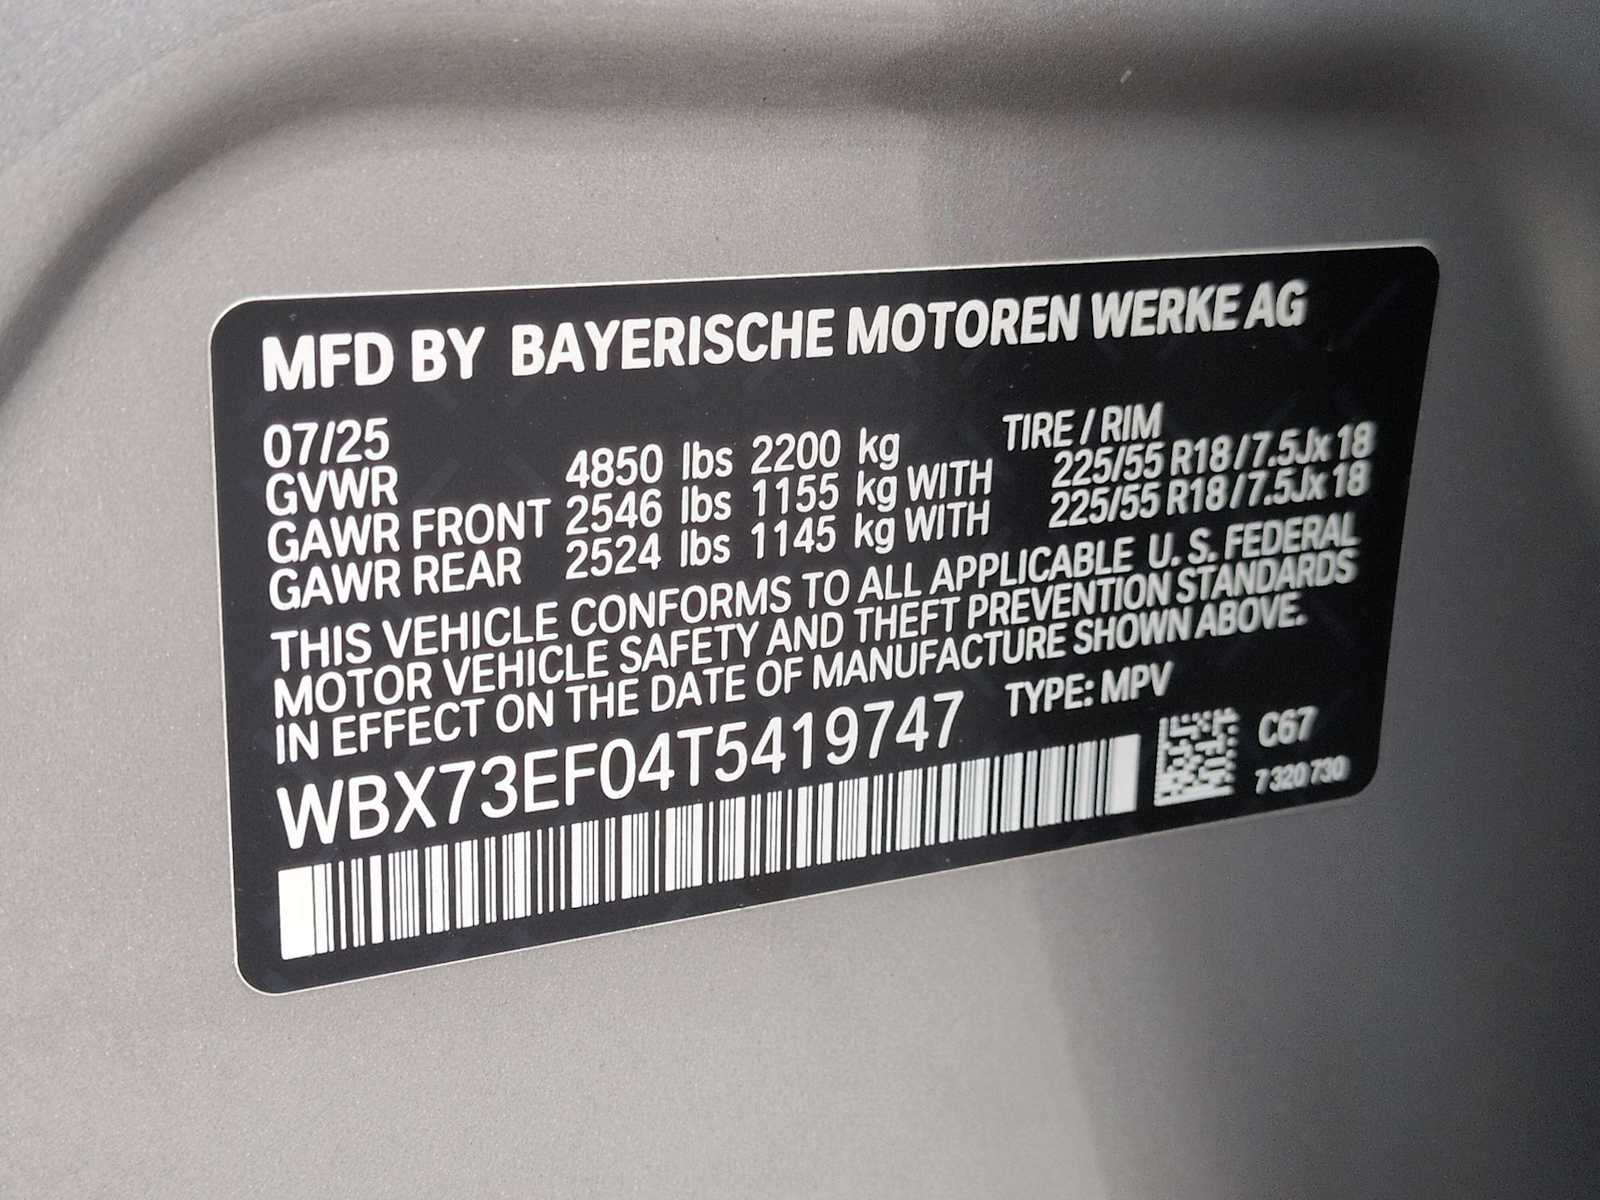 MFD BY BAYERISCHE MOTOREN WERKE AG
07/25 TIRE / RIM
GVWR 4850 lbs 2200 kg
GAWR FRONT 2546 lbs 1155 kg WITH 225/55 R18 / 7.5Jx 18
GAWR REAR 2524 lbs 1145 kg WITH 225/55 R18 / 7.5Jx 18
THIS VEHICLE CONFORMS TO ALL APPLICABLE U. S. FEDERAL
MOTOR VEHICLE SAFETY AND THEFT PREVENTION STANDARDS
IN EFFECT ON THE DATE OF MANUFACTURE SHOWN ABOVE.
WBX73EF04T5419747 TYPE: MPV
C67
7 320 730